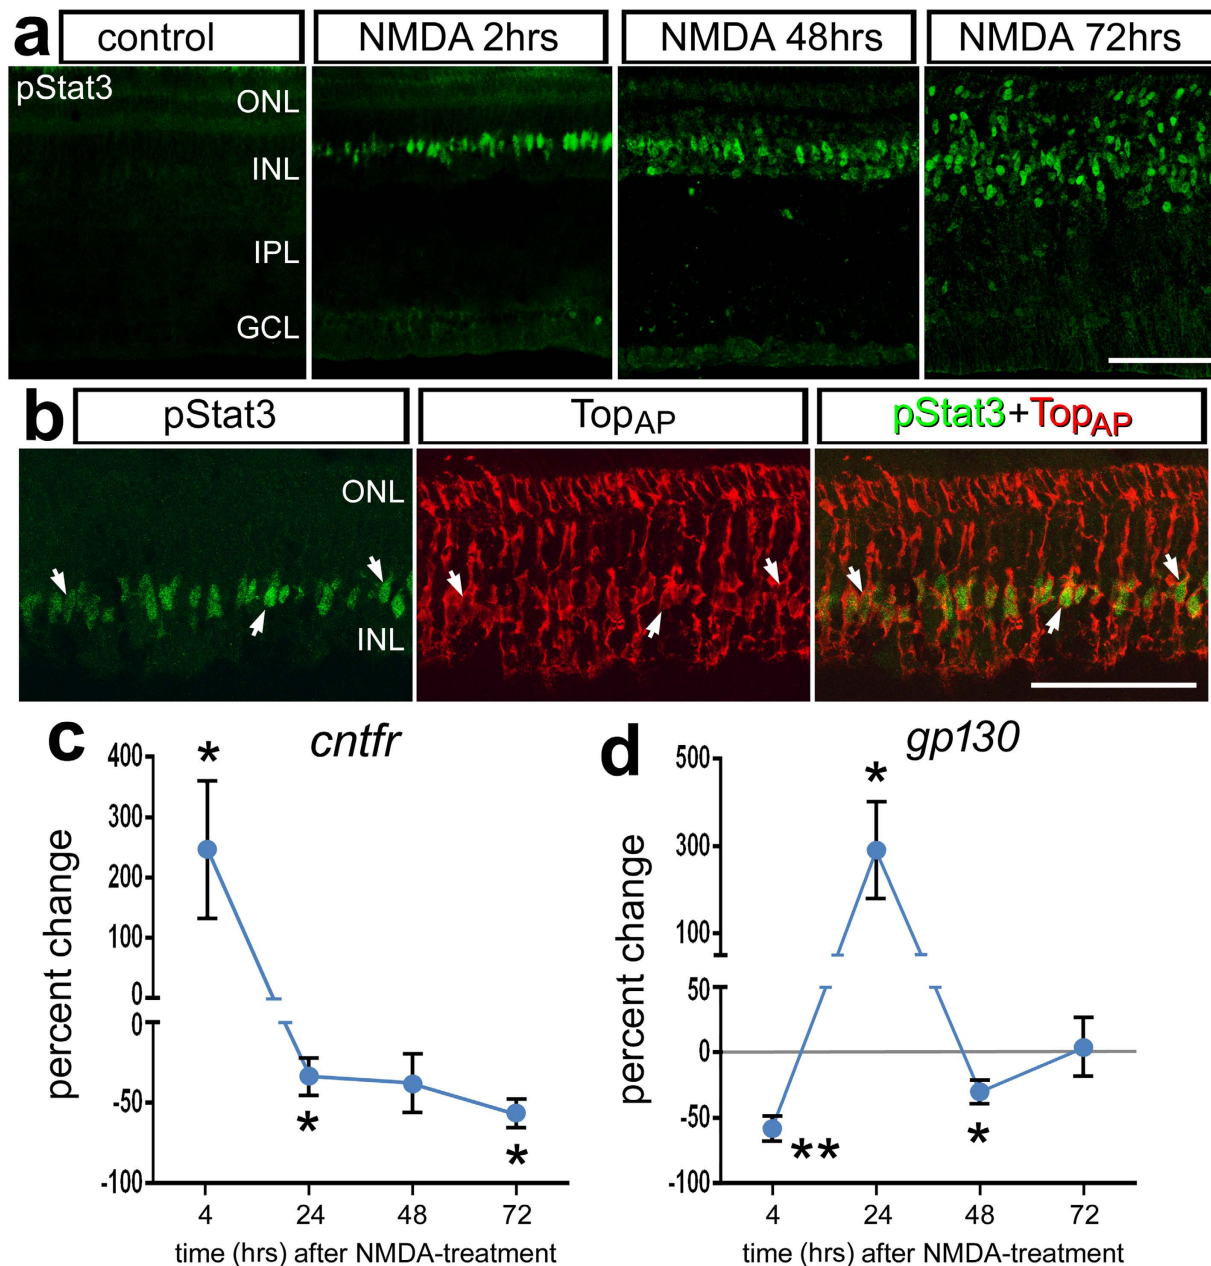 a
control
NMDA 2hrs
NMDA 48hrs
NMDA 72hrs
pStat3
ONL
INL
IPL
GCL
b
pStat3
TopAP
pStat3+TopAP
ONL
INL
c
cntfr
percent change
400
300
200
100
0
0
-50
-100
*
*
*
4 24 48 72
time (hrs) after NMDA-treatment
d
gp130
percent change
500
300
100
50
0
-50
-100
*
**
*
4 24 48 72
time (hrs) after NMDA-treatment